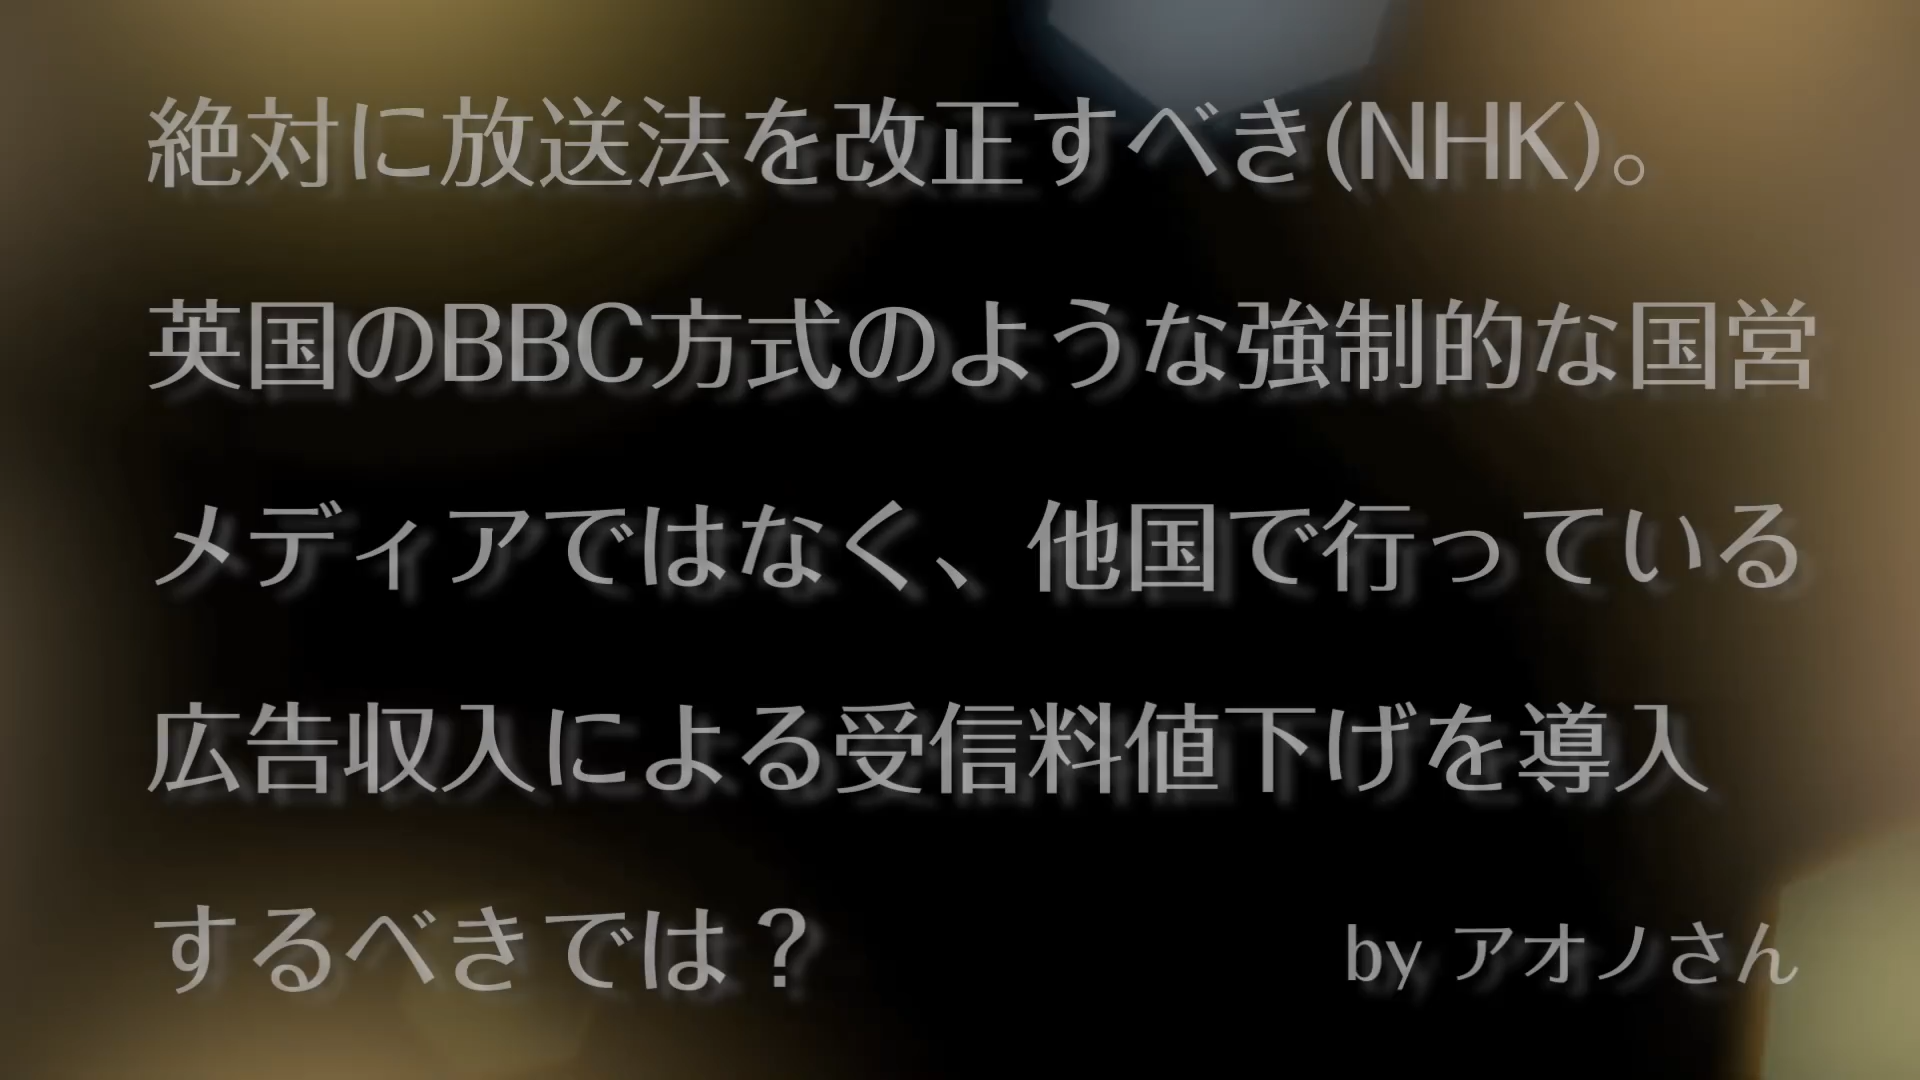 絶対に放送法を改正すべき(NHK)。
英国のBBC方式のような強制的な国営
メディアではなく、他国で行っている
広告収入による受信料値下げを導入
するべきでは？
by アオノさん